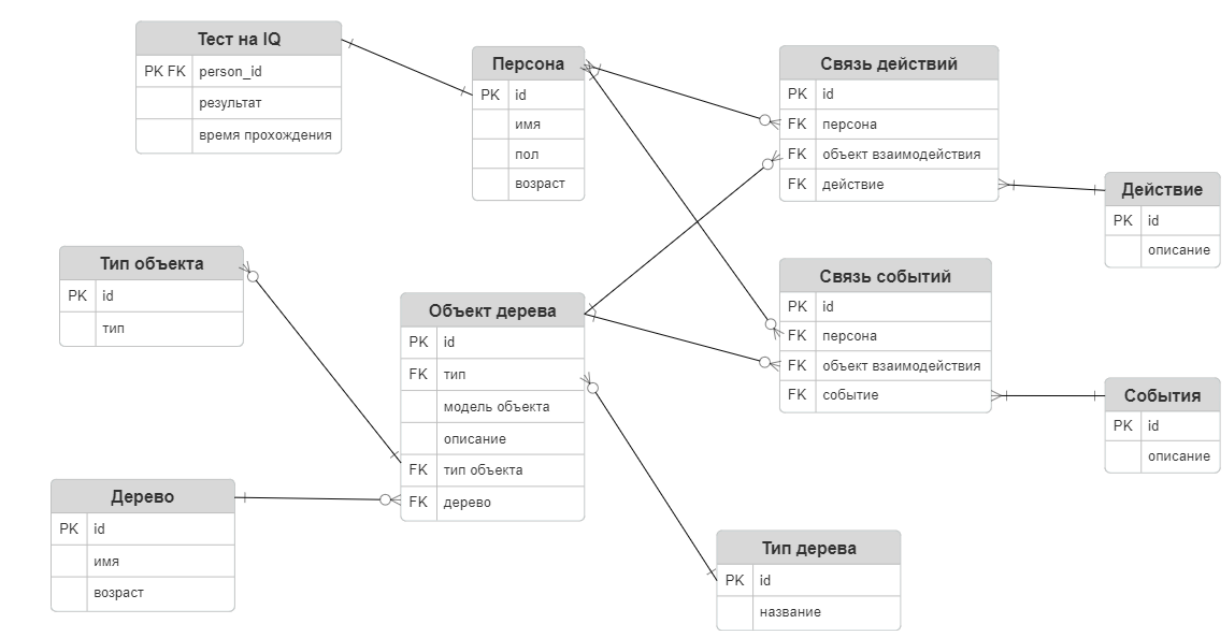 Тест на IQ
PK FK person_id
результат
время прохождения
Персона
PK id
имя
пол
возраст
Связь действий
PK id
FK персона
FK объект взаимодействия
FK действие
Действие
PK id
описание
Тип объекта
PK id
тип
Объект дерева
PK id
FK тип
модель объекта
описание
FK тип объекта
FK дерево
Связь событий
PK id
FK персона
FK объект взаимодействия
FK событие
События
PK id
описание
Дерево
PK id
имя
возраст
Тип дерева
PK id
название